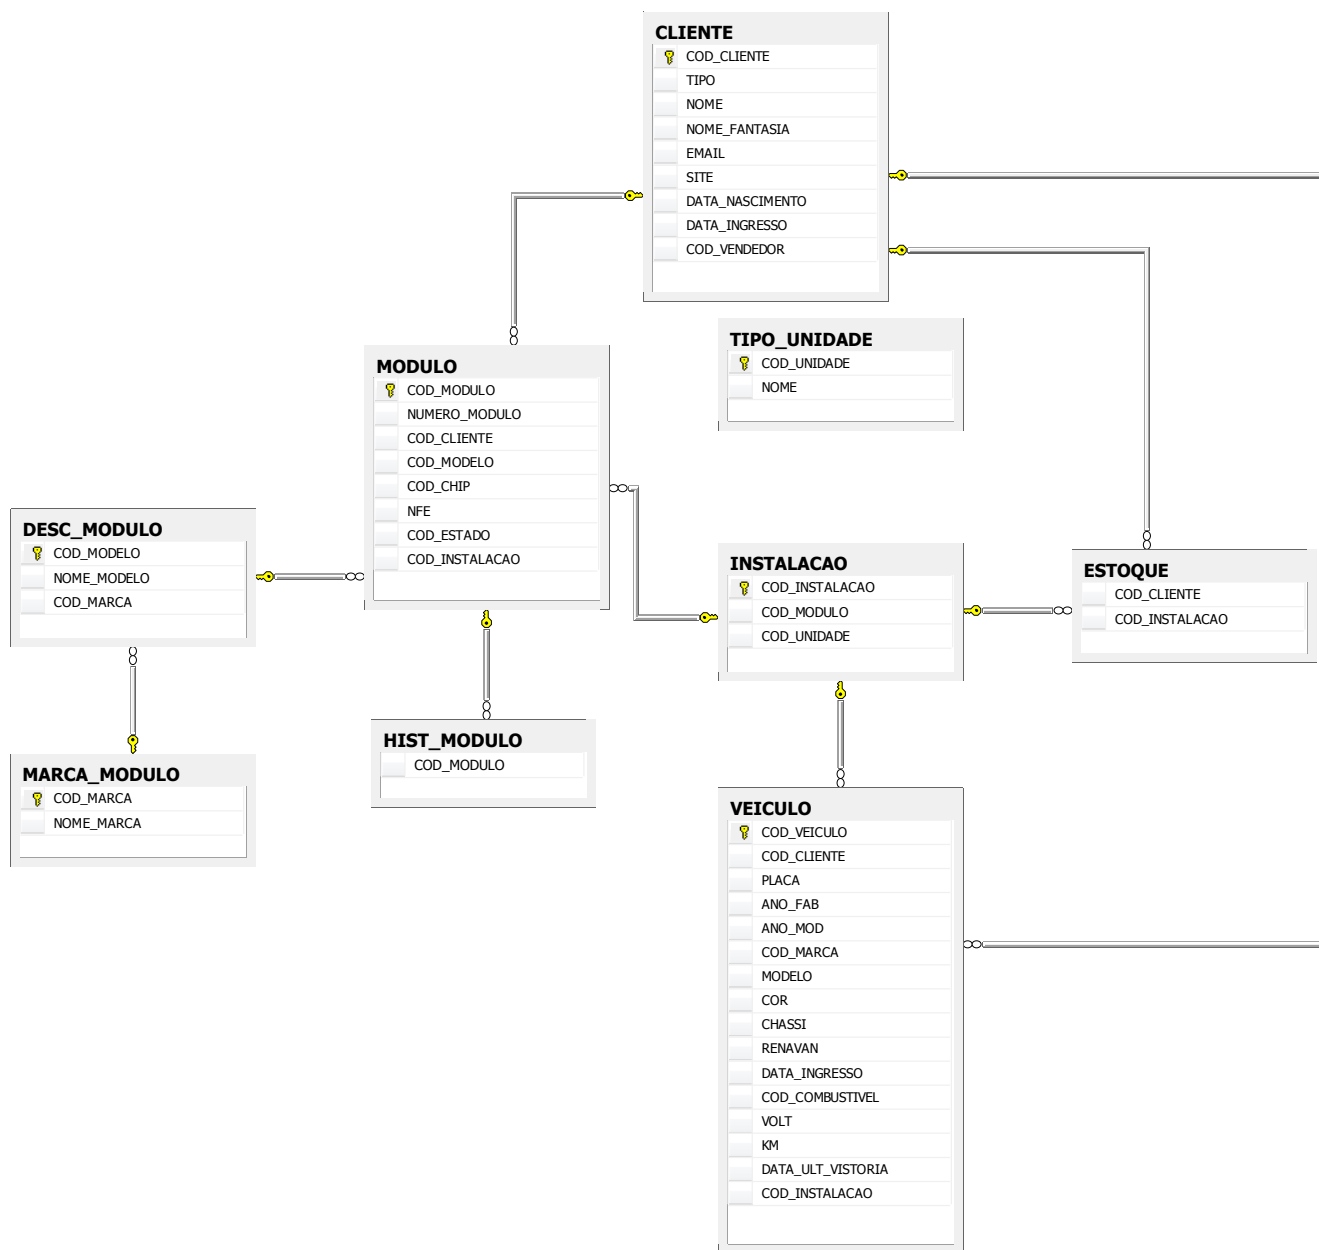 CLIENTE
COD_CLIENTE
TIPO
NOME
NOME_FANTASIA
EMAIL
SITE
DATA_NASCIMENTO
DATA_INGRESSO
COD_VENDEDOR
TIPO_UNIDADE
COD_UNIDADE
NOME
MODULO
COD_MODULO
NUMERO_MODULO
COD_CLIENTE
COD_MODELO
COD_CHIP
NFE
COD_ESTADO
COD_INSTALACAO
DESC_MODULO
COD_MODELO
NOME_MODELO
COD_MARCA
INSTALACAO
COD_INSTALACAO
COD_MODULO
COD_UNIDADE
ESTOQUE
COD_CLIENTE
COD_INSTALACAO
HIST_MODULO
COD_MODULO
MARCA_MODULO
COD_MARCA
NOME_MARCA
VEICULO
COD_VEICULO
COD_CLIENTE
PLACA
ANO_FAB
ANO_MOD
COD_MARCA
MODELO
COR
CHASSI
RENAVAN
DATA_INGRESSO
COD_COMBUSTIVEL
VOLT
KM
DATA_ULT_VISTORIA
COD_INSTALACAO